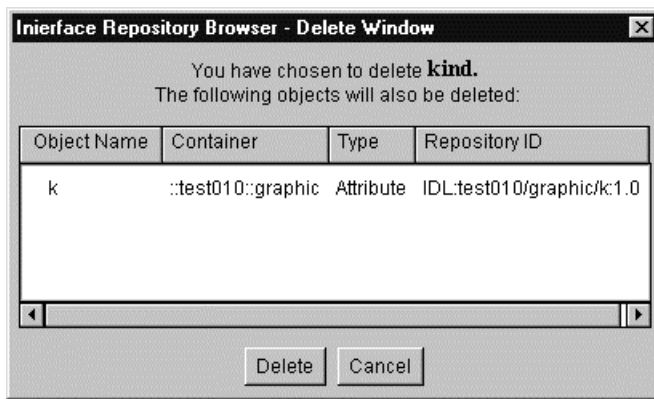 Inierface Repository Browser - Delete Window
You have chosen to delete kind.
The following objects will also be deleted:
Object Name Container Type Repository ID
k ::test010::graphic Attribute IDL:test010/graphic/k:1.0
Delete Cancel